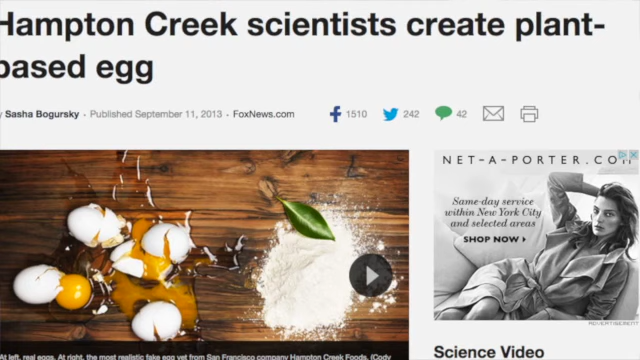 Hampton Creek scientists create plant-
based egg
Sasha Bogursky - Published September 11, 2013 - FoxNews.com
1510
242
42
NET-A-PORTER.CO
Same-day service
within New York City
and selected areas
SHOP NOW
ADVERTISEMENT
At left, real eggs. At right, the most realistic fake egg yet from San Francisco company Hampton Creek Foods. (Cody
Science Video